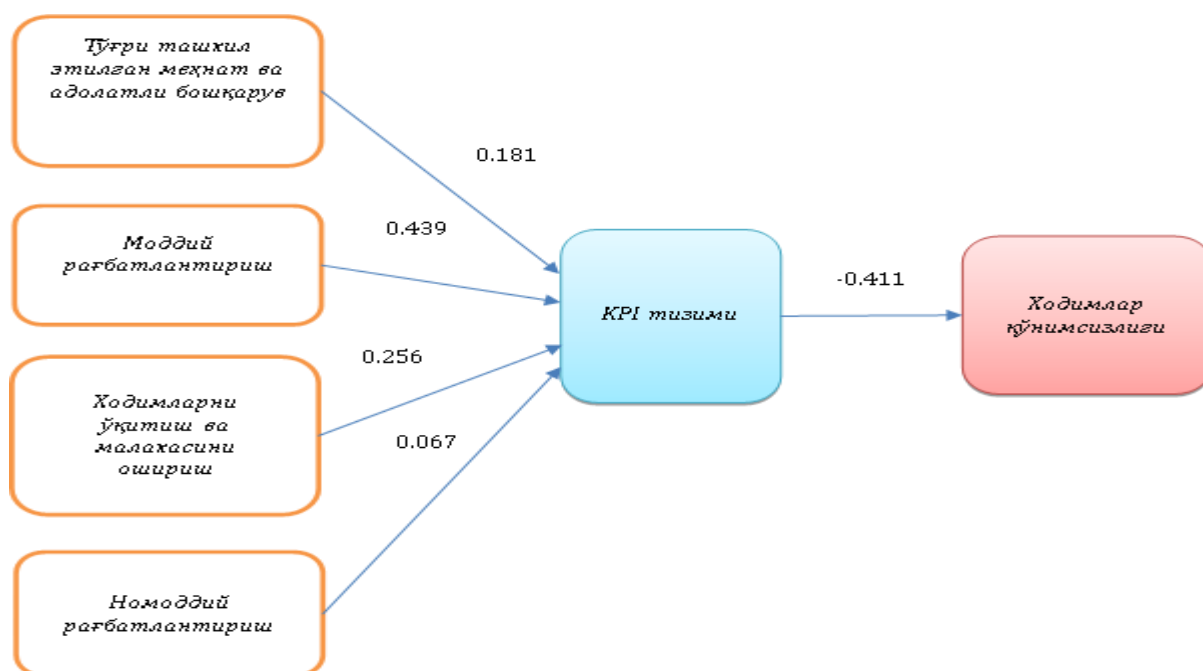 Тўғри ташкил
этилган меҳнат ва
адолатли бошқарув
0.181
Моддий
рағбатлантириш
0.439
KPI тизими
-0.411
Ходимлар
қўнимсизлиги
Ходимларни
ўқитиш ва
малакасини
ошириш
0.256
0.067
Номоддий
рағбатлантириш